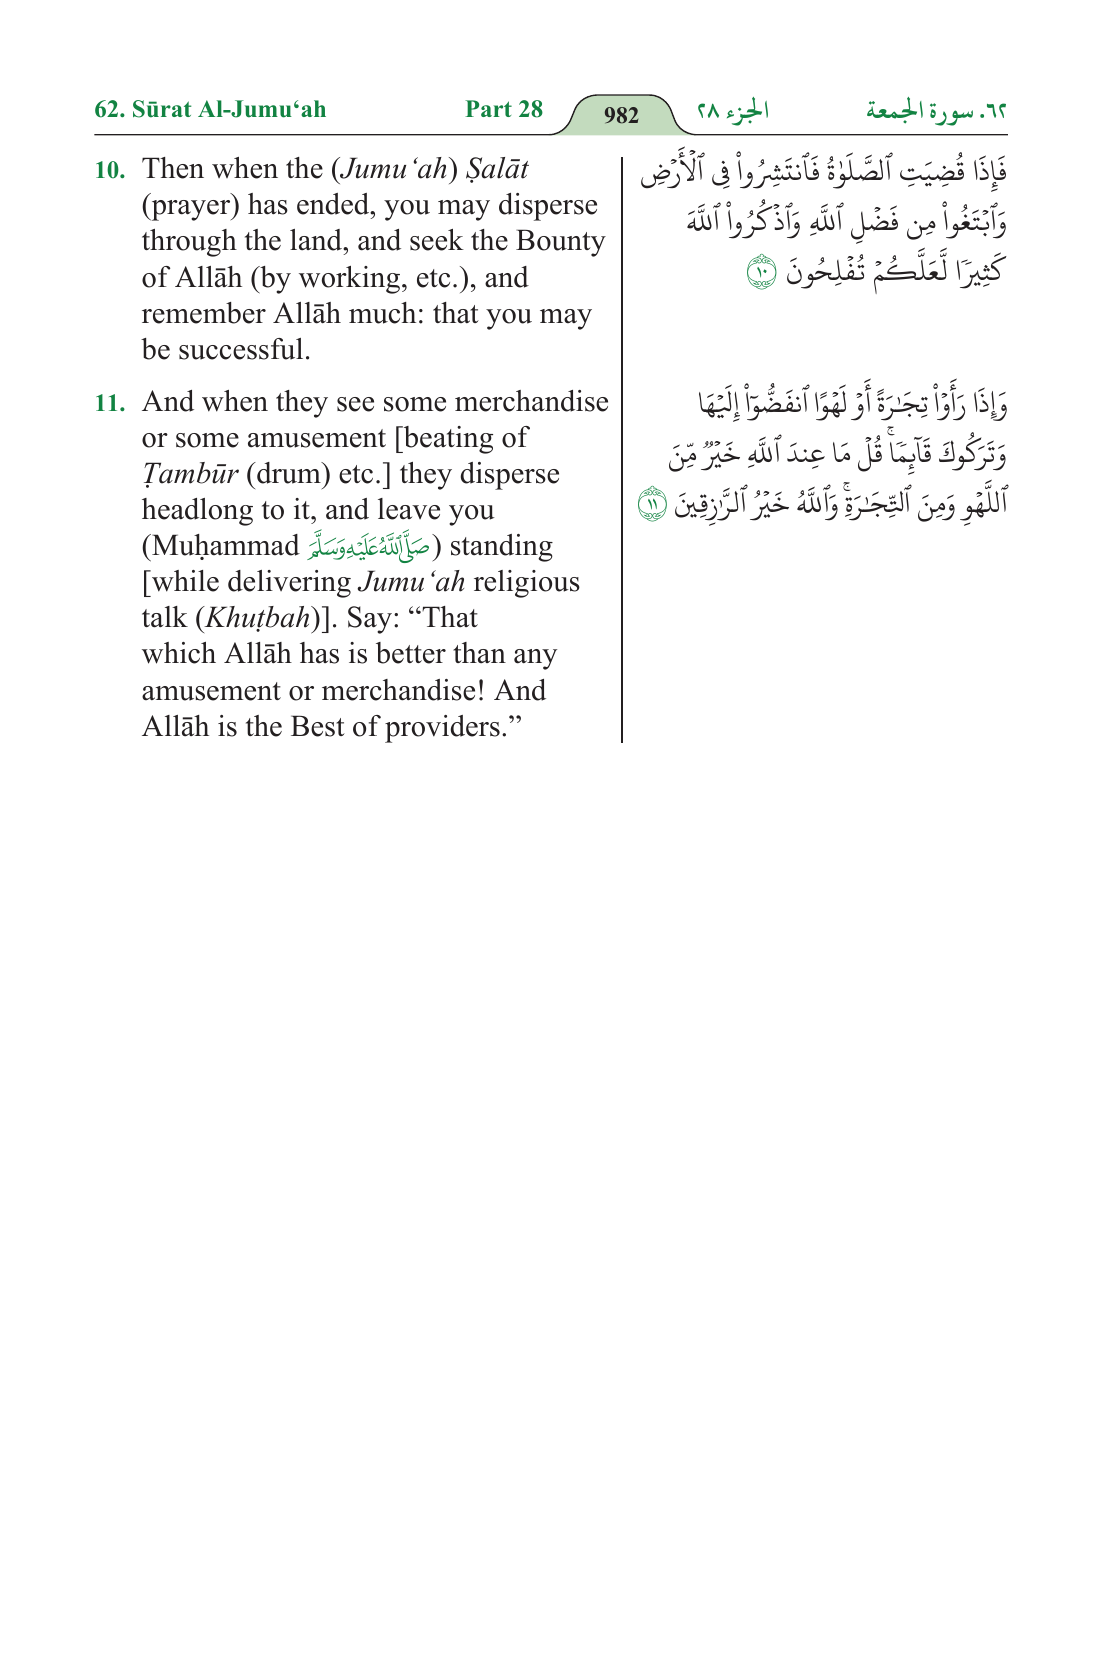 62. Sūrat Al-Jumu‘ah Part 28 982 الجزء ٢٨ ٦٢. سورة الجمعة
10. Then when the (Jumu‘ah) Ṣalāt
(prayer) has ended, you may disperse
through the land, and seek the Bounty
of Allāh (by working, etc.), and
remember Allāh much: that you may
be successful.
فَإِذَا قُضِيَتِ ٱلصَّلَوٰةُ فَٱنتَشِرُوا۟ فِى ٱلْأَرْضِ
وَٱبْتَغُوا۟ مِن فَضْلِ ٱللَّهِ وَٱذْكُرُوا۟ ٱللَّهَ
كَثِيرًا لَّعَلَّكُمْ تُفْلِحُونَ ١٠
11. And when they see some merchandise
or some amusement [beating of
Ṭambūr (drum) etc.] they disperse
headlong to it, and leave you
(Muḥammad صَلَّى ٱللَّهُ عَلَيْهِ وَسَلَّمَ) standing
[while delivering Jumu‘ah religious
talk (Khuṭbah)]. Say: “That
which Allāh has is better than any
amusement or merchandise! And
Allāh is the Best of providers.”
وَإِذَا رَأَوْا۟ تِجَـٰرَةً أَوْ لَهْوًا ٱنفَضُّوٓا۟ إِلَيْهَا
وَتَرَكُوكَ قَآئِمًا ۚ قُلْ مَا عِندَ ٱللَّهِ خَيْرٌ مِّنَ
ٱللَّهْوِ وَمِنَ ٱلتِّجَـٰرَةِ ۚ وَٱللَّهُ خَيْرُ ٱلرَّٰزِقِينَ ١١